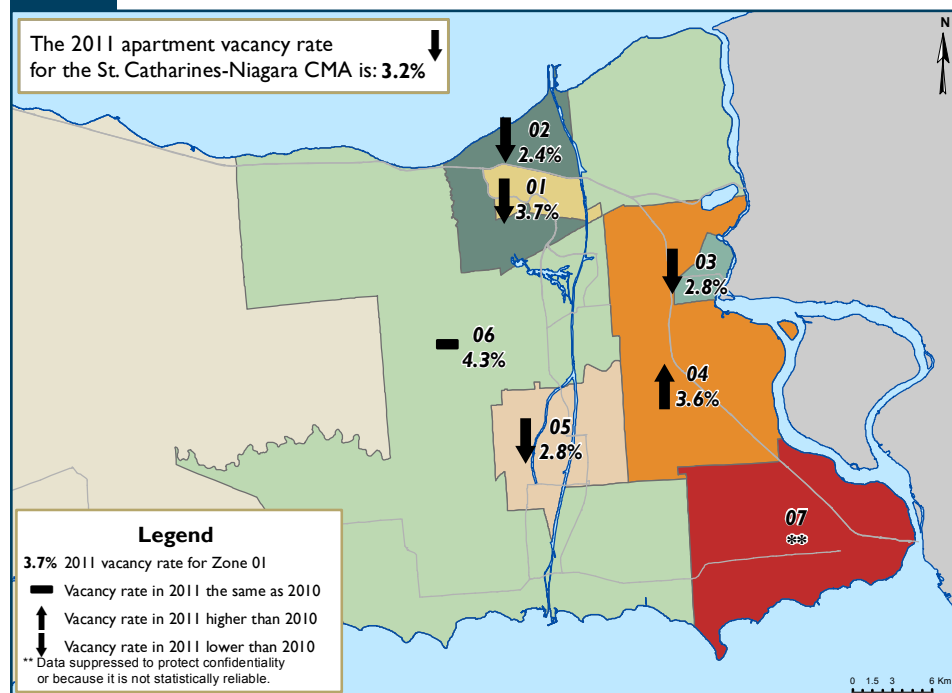 The 2011 apartment vacancy rate
for the St. Catharines-Niagara CMA is: 3.2%
N
02
2.4%
01
3.7%
03
2.8%
06
4.3%
04
3.6%
05
2.8%
07
**
Legend
3.7% 2011 vacancy rate for Zone 01
Vacancy rate in 2011 the same as 2010
Vacancy rate in 2011 higher than 2010
Vacancy rate in 2011 lower than 2010
** Data suppressed to protect confidentiality
or because it is not statistically reliable.
0 1.5 3 6 Km